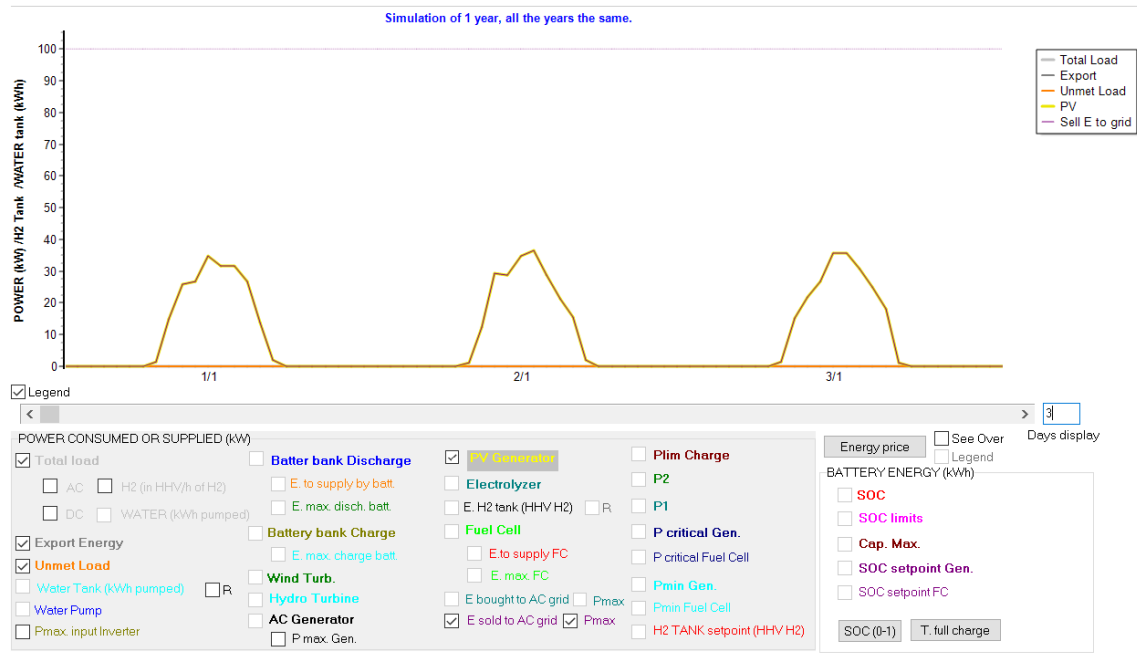 Simulation of 1 year, all the years the same.
POWER (kW) /H2 Tank /WATER tank (kWh)
100
90
80
70
60
50
40
30
20
10
0
1/1
2/1
3/1
Total Load
Export
Unmet Load
PV
Sell E to grid
Legend
3
Days display
POWER CONSUMED OR SUPPLIED (kW)
Total load
AC
H2 (in HHV/h of H2)
DC
WATER (kWh pumped)
Export Energy
Unmet Load
Water Tank (kWh pumped)
R
Water Pump
Pmax. input Inverter
Batter bank Discharge
E. to supply by batt.
E. max. disch. batt.
Battery bank Charge
E. max. charge batt.
Wind Turb.
Hydro Turbine
AC Generator
P max. Gen.
PV Generator
Electrolyzer
E. H2 tank (HHV H2)
R
Fuel Cell
E.to supply FC
E. max. FC
E bought to AC grid
Pmax
E sold to AC grid
Pmax
Plim Charge
P2
P1
P critical Gen.
P critical Fuel Cell
Pmin Gen.
Pmin Fuel Cell
H2 TANK setpoint (HHV H2)
Energy price
See Over
Legend
BATTERY ENERGY (kWh)
SOC
SOC limits
Cap. Max.
SOC setpoint Gen.
SOC setpoint FC
SOC (0-1)
T. full charge